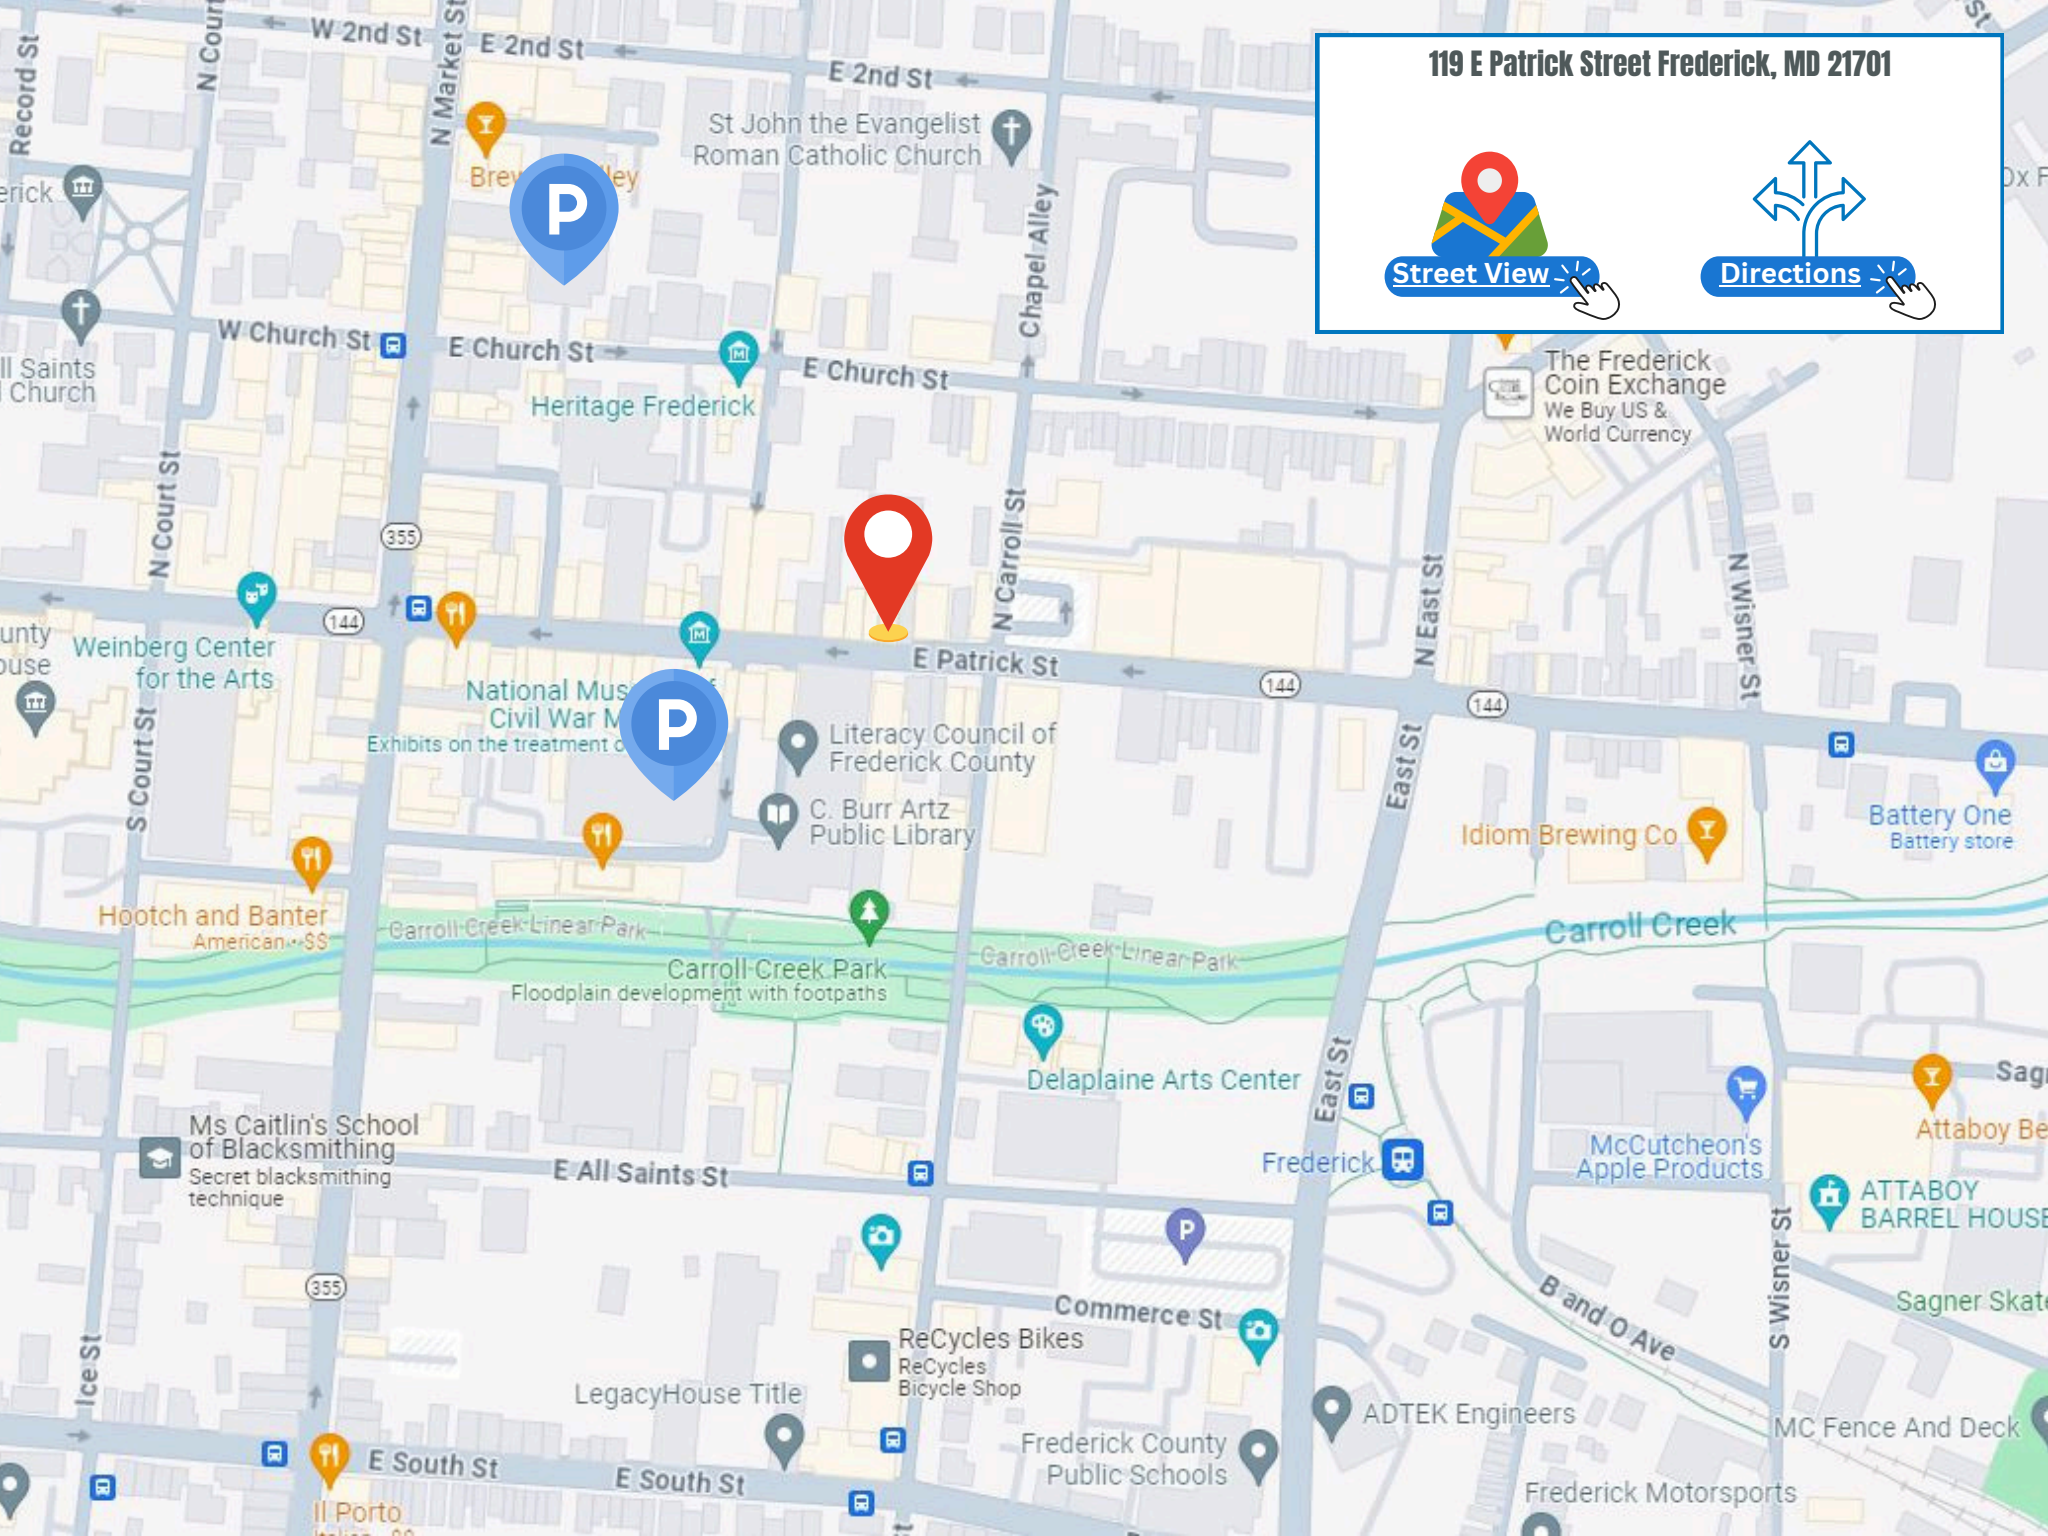 119 E Patrick Street Frederick, MD 21701
Street View
Directions
W 2nd St
E 2nd St
E 2nd St
Record St
N Court
N Market St
St John the Evangelist
Roman Catholic Church
Chapel Alley
W Church St
E Church St
E Church St
ll Saints
Church
Heritage Frederick
The Frederick
Coin Exchange
We Buy US &
World Currency
N Court St
355
N Carroll St
N East St
N Wisner St
Weinberg Center
for the Arts
144
E Patrick St
144
144
unty
ouse
National Mus
Civil War M
Exhibits on the treatment o
P
P
Literacy Council of
Frederick County
C. Burr Artz
Public Library
S Court St
East St
Idiom Brewing Co
Battery One
Battery store
Hootch and Banter
American · $$
Carroll Creek Linear Park
Carroll Creek Park
Floodplain development with footpaths
Carroll Creek Linear Park
Carroll Creek
Delaplaine Arts Center
East St
Sagn
Attaboy Be
McCutcheon's
Apple Products
Frederick
ATTABOY
BARREL HOUSE
Ms Caitlin's School
of Blacksmithing
Secret blacksmithing
technique
E All Saints St
P
355
Commerce St
B and O Ave
S Wisner St
Sagner Skate
Ice St
ReCycles Bikes
ReCycles
Bicycle Shop
LegacyHouse Title
ADTEK Engineers
MC Fence And Deck
Frederick County
Public Schools
E South St
E South St
Frederick Motorsports
Il Porto